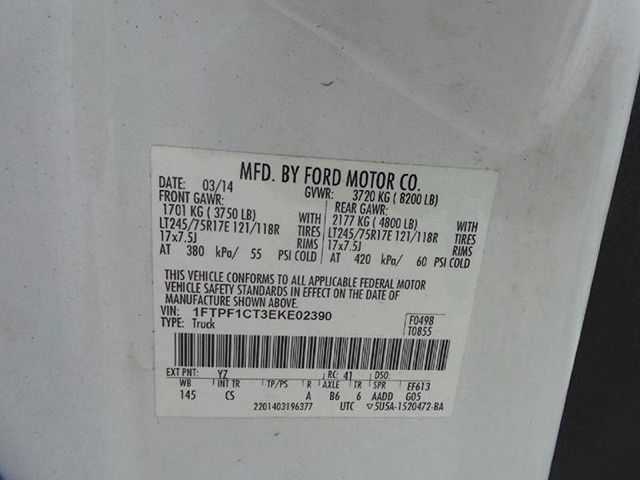 MFD. BY FORD MOTOR CO.
DATE: 03/14 GVWR: 3720 KG ( 8200 LB)
FRONT GAWR: REAR GAWR:
1701 KG ( 3750 LB) WITH 2177 KG ( 4800 LB) WITH
LT245/75R17E 121/118R TIRES LT245/75R17E 121/118R TIRES
17x7.5J RIMS 17x7.5J RIMS
AT 380 kPa/ 55 PSI COLD AT 420 kPa/ 60 PSI COLD
THIS VEHICLE CONFORMS TO ALL APPLICABLE FEDERAL MOTOR
VEHICLE SAFETY STANDARDS IN EFFECT ON THE DATE OF
MANUFACTURE SHOWN ABOVE.
VIN: 1FTPF1CT3EKE02390 F0498
TYPE: Truck T0855
EXT PNT: YZ RC: 41 DSO:
WB INT TR TP/PS R AXLE TR SPR EF613
145 CS A B6 6 AADD G05
2201403196377 UTC ▽5U5A-1520472-BA